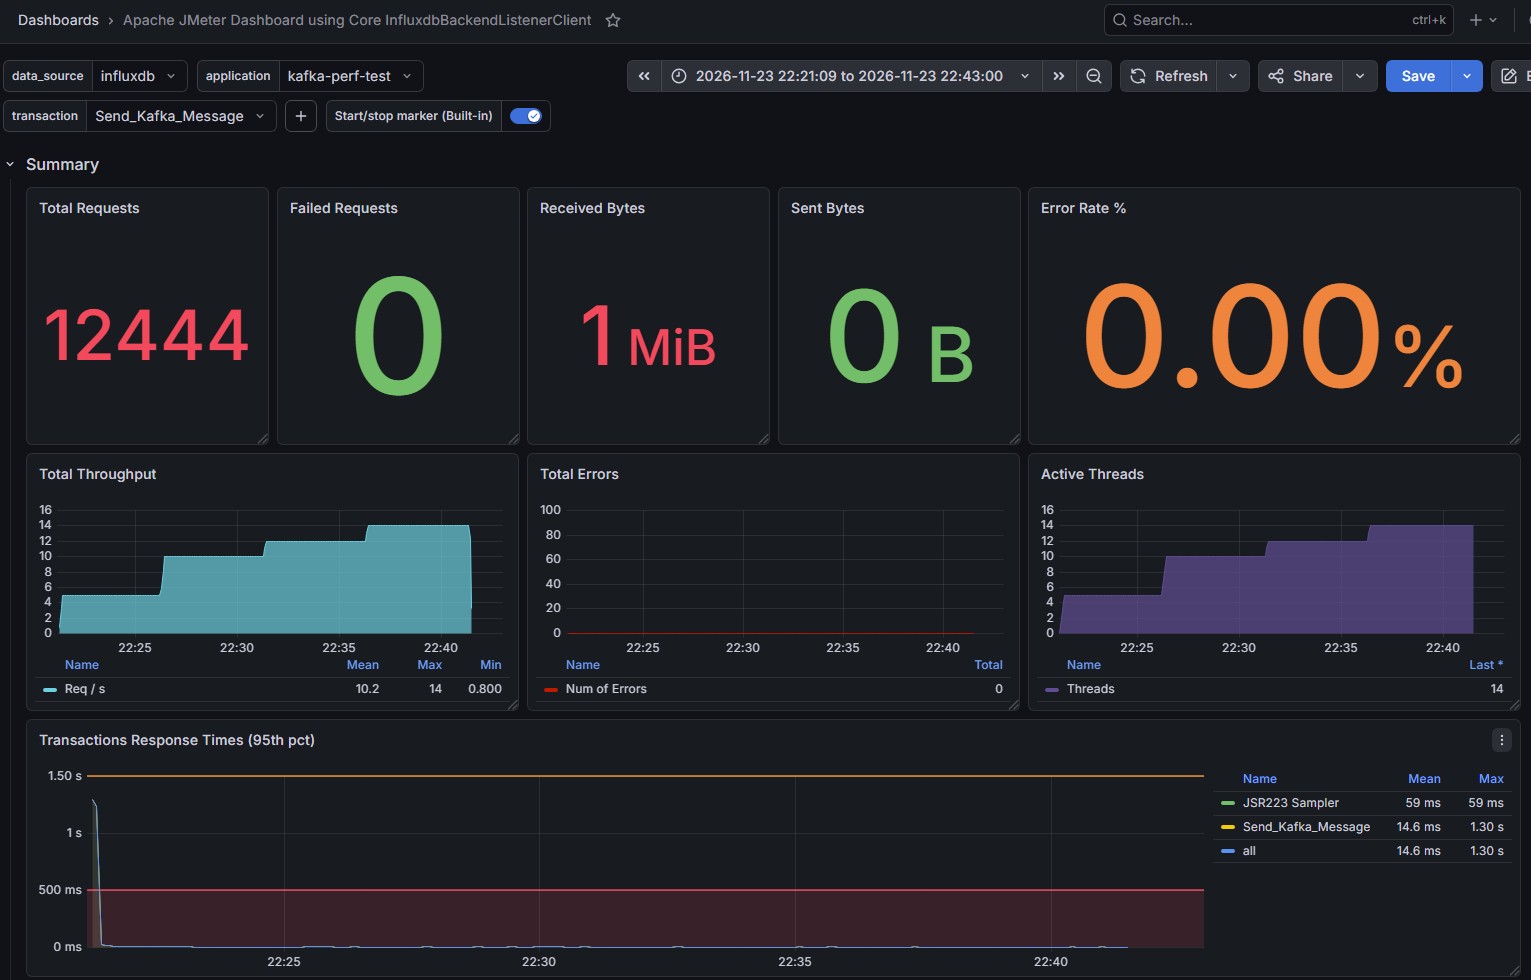 Dashboards › Apache JMeter Dashboard using Core InfluxdbBackendListenerClient
Search... ctrl+k
data_source influxdb application kafka-perf-test
2026-11-23 22:21:09 to 2026-11-23 22:43:00 Refresh Share Save
transaction Send_Kafka_Message Start/stop marker (Built-in)
Summary
Total Requests Failed Requests Received Bytes Sent Bytes Error Rate %
12444 0 1 MiB 0 B 0.00%
Total Throughput
16
14
12
10
8
6
4
2
0
22:25 22:30 22:35 22:40
Name Mean Max Min
Req / s 10.2 14 0.800
Total Errors
100
80
60
40
20
0
22:25 22:30 22:35 22:40
Name Total
Num of Errors 0
Active Threads
16
14
12
10
8
6
4
2
0
22:25 22:30 22:35 22:40
Name Last *
Threads 14
Transactions Response Times (95th pct)
1.50 s
1 s
500 ms
0 ms
22:25 22:30 22:35 22:40
Name Mean Max
JSR223 Sampler 59 ms 59 ms
Send_Kafka_Message 14.6 ms 1.30 s
all 14.6 ms 1.30 s